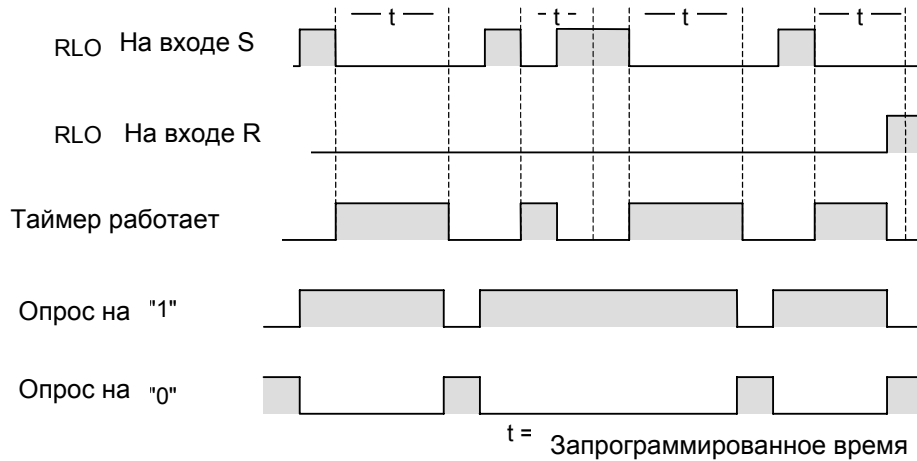 t t t t
RLO На входе S
RLO На входе R
Таймер работает
Опрос на "1"
Опрос на "0"
t = Запрограммированное время